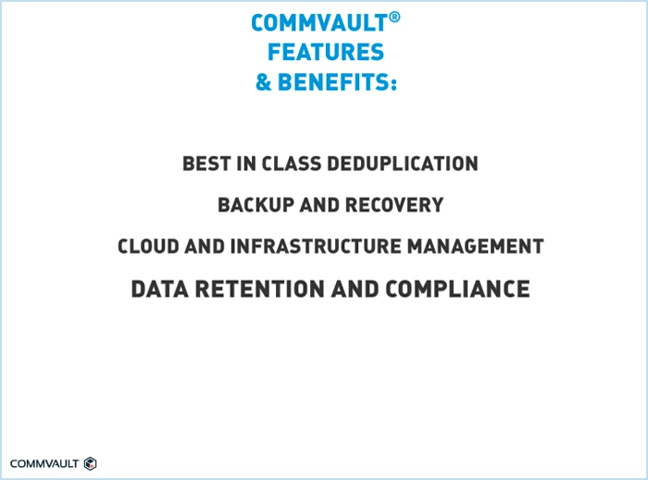 COMMVAULT®
FEATURES
& BENEFITS:
BEST IN CLASS DEDUPLICATION
BACKUP AND RECOVERY
CLOUD AND INFRASTRUCTURE MANAGEMENT
DATA RETENTION AND COMPLIANCE
COMMVAULT